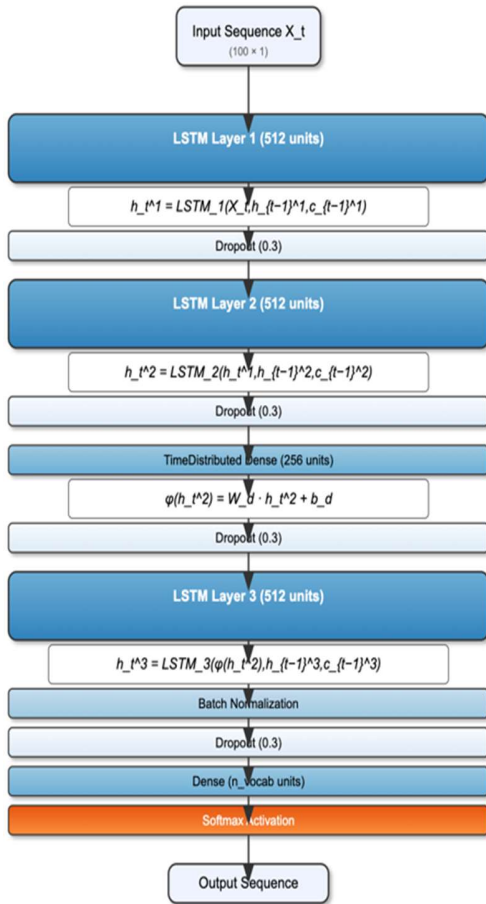 Input Sequence X_t
(100 × 1)
LSTM Layer 1 (512 units)
h_t^1 = LSTM_1(X_t,h_{t−1}^1,c_{t−1}^1)
Dropout (0.3)
LSTM Layer 2 (512 units)
h_t^2 = LSTM_2(h_t^1,h_{t−1}^2,c_{t−1}^2)
Dropout (0.3)
TimeDistributed Dense (256 units)
φ(h_t^2) = W_d · h_t^2 + b_d
Dropout (0.3)
LSTM Layer 3 (512 units)
h_t^3 = LSTM_3(φ(h_t^2),h_{t−1}^3,c_{t−1}^3)
Batch Normalization
Dropout (0.3)
Dense (n_vocab units)
Softmax Activation
Output Sequence